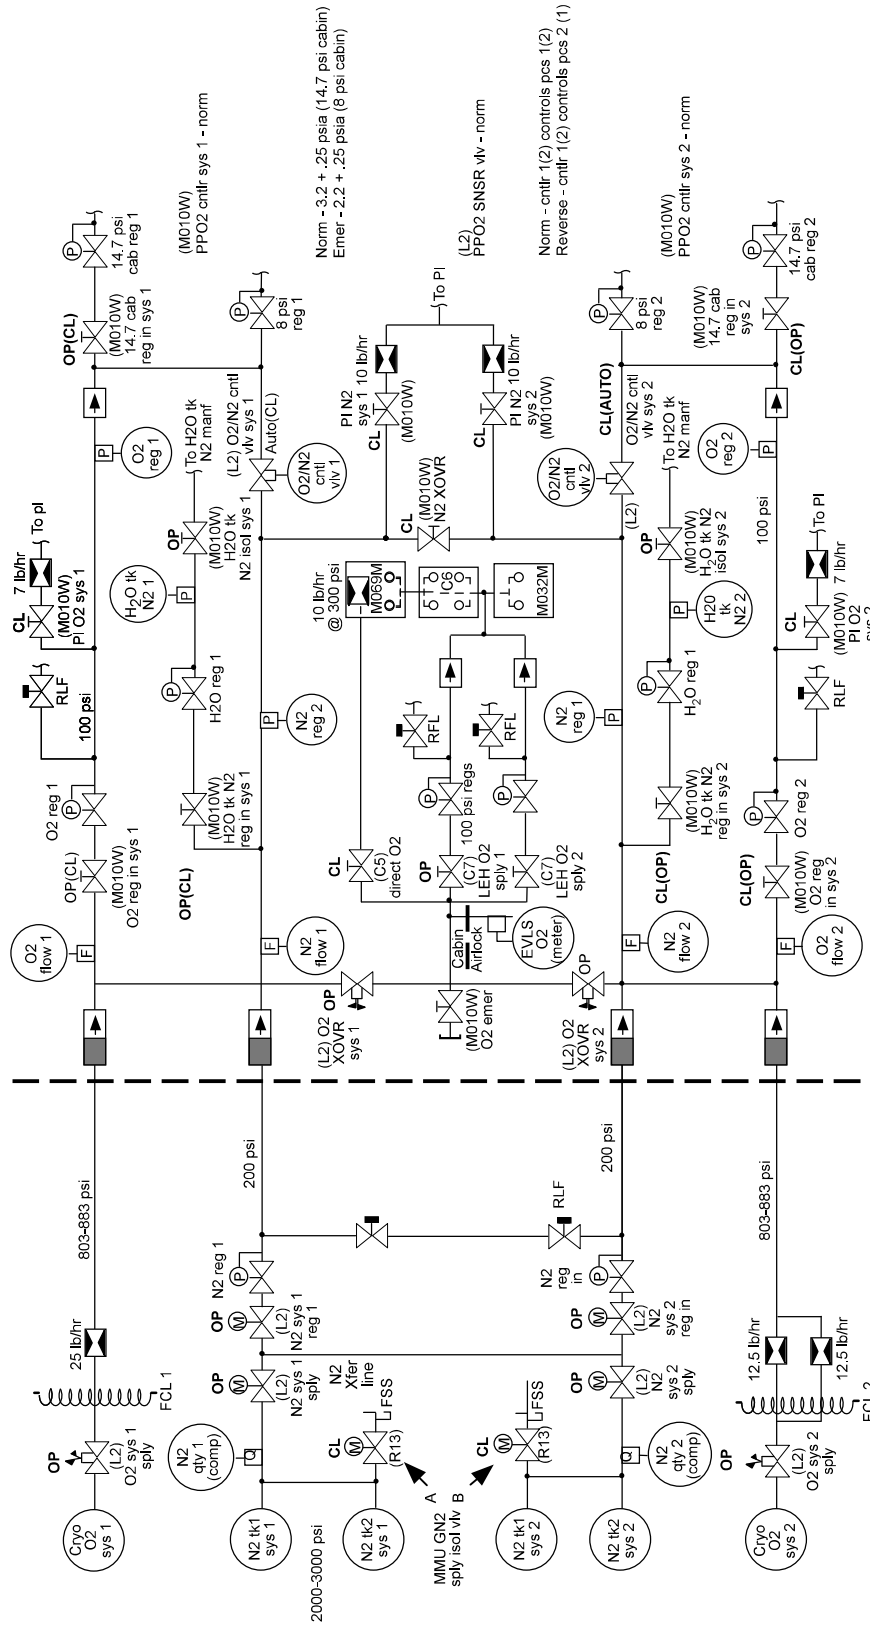 Cryo
O2
sys 1
OP
(L2)
O2 sys 1
sply
FCL 1
25 lb/hr
803-883 psi
O2
flow 1
F
OP(CL)
(M010W)
O2 reg in sys 1
O2 reg 1
P
100 psi
RLF
CL
(M010W)
PI O2 sys 1
7 lb/hr
To pl
P
O2
reg 1
OP(CL)
(M010W)
14.7 cab
reg in sys 1
P
14.7 psi
cab reg 1
(M010W)
PPO2 cntlr sys 1 - norm
OP(CL)
(M010W)
H2O tk N2
reg in sys 1
P
H2O reg 1
P
H2O tk
N2 1
OP
(M010W)
H2O tk
N2 isol sys 1
To H2O tk
N2 manf
2000-3000 psi
N2 tk1
sys 1
N2 tk2
sys 1
N2
qty 1
(comp)
Q
CL
M
(R13)
FSS
OP
M
(L2)
N2 sys 1
sply
N2
Xfer
line
OP
M
(L2)
N2 sys 1
reg 1
N2 reg 1
P
200 psi
F
N2
flow 1
P
N2
reg 2
(L2) O2/N2 cntl
vlv sys 1
Auto(CL)
O2/N2
cntl
vlv 1
P
8 psi
reg 1
Norm - 3.2 + .25 psia (14.7 psi cabin)
Emer - 2.2 + .25 psia (8 psi cabin)
OP
(L2) O2
XOVR
sys 1
CL
(C5)
direct O2
10 lb/hr
@ 300 psi
M069M
C6
M032M
PI N2
sys 1
10 lb/hr
CL
(M010W)
To PI
A
MMU GN2
sply isol vlv
B
(M010W)
O2 emer
Cabin
Airlock
EVLS
O2
(meter)
OP
(C7)
LEH O2
sply 1
P
100 psi regs
RFL
(C7)
LEH O2
sply 2
P
RFL
CL
(M010W)
N2 XOVR
CL
PI N2 10 lb/hr
sys 2
(M010W)
(L2)
PPO2 SNSR vlv - norm
Norm - cntlr 1(2) controls pcs 1(2)
Reverse - cntlr 1(2) controls pcs 2 (1)
N2 tk1
sys 2
N2 tk2
sys 2
CL
M
(R13)
FSS
N2
qty 2
(comp)
Q
OP
M
(L2)
N2
sys 2
sply
OP
M
(L2)
N2
sys 2
reg in
N2
reg
in
P
RLF
200 psi
OP
(L2) O2
XOVR
sys 2
F
N2
flow 2
N2
reg 1
P
(L2)
O2/N2
cntl
vlv 2
CL(AUTO)
O2/N2 cntl
vlv sys 2
P
8 psi
reg 2
CL(OP)
(M010W)
H2O tk N2
reg in sys 2
P
H2O reg 1
P
H20
tk
N2 2
OP
(M010W)
H2O tk N2
isol sys 2
To H2O tk
N2 manf
(M010W)
PPO2 cntlr sys 2 - norm
Cryo
O2
sys 2
OP
(L2)
O2 sys 2
sply
FCL 2
12.5 lb/hr
12.5 lb/hr
803-883 psi
F
O2
flow 2
CL(OP)
(M010W)
O2 reg
in sys 2
P
O2 reg 2
RLF
CL
(M010W)
PI O2
sys 2
7 lb/hr
To PI
100 psi
P
O2
reg 2
(M010W)
14.7 cab
reg in
sys 2
CL(OP)
P
14.7 psi
cab reg 2